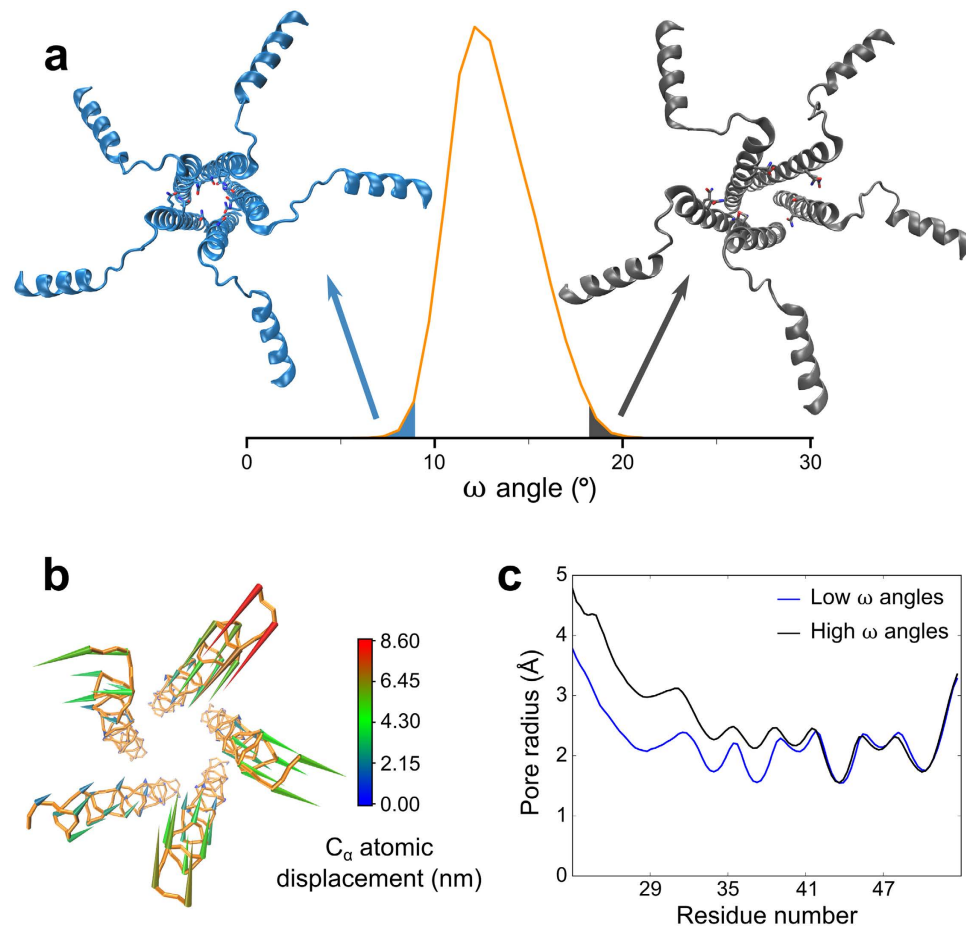 a
0
10
20
30
ω angle (°)
b
8.60
6.45
4.30
2.15
0.00
Cα atomic
displacement (nm)
c
5
4
3
2
1
0
Pore radius (Å)
Low ω angles
High ω angles
29
35
41
47
Residue number